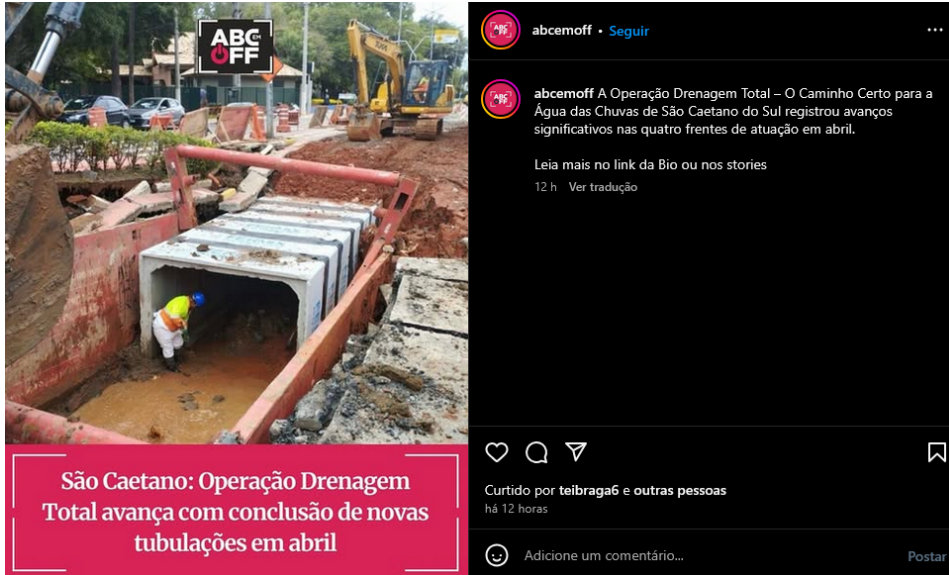 ABC
EM
OFF
São Caetano: Operação Drenagem
Total avança com conclusão de novas
tubulações em abril
abcemoff • Seguir
abcemoff A Operação Drenagem Total – O Caminho Certo para a
Água das Chuvas de São Caetano do Sul registrou avanços
significativos nas quatro frentes de atuação em abril.
Leia mais no link da Bio ou nos stories
12 h Ver tradução
Curtido por teibraga6 e outras pessoas
há 12 horas
Adicione um comentário...
Postar